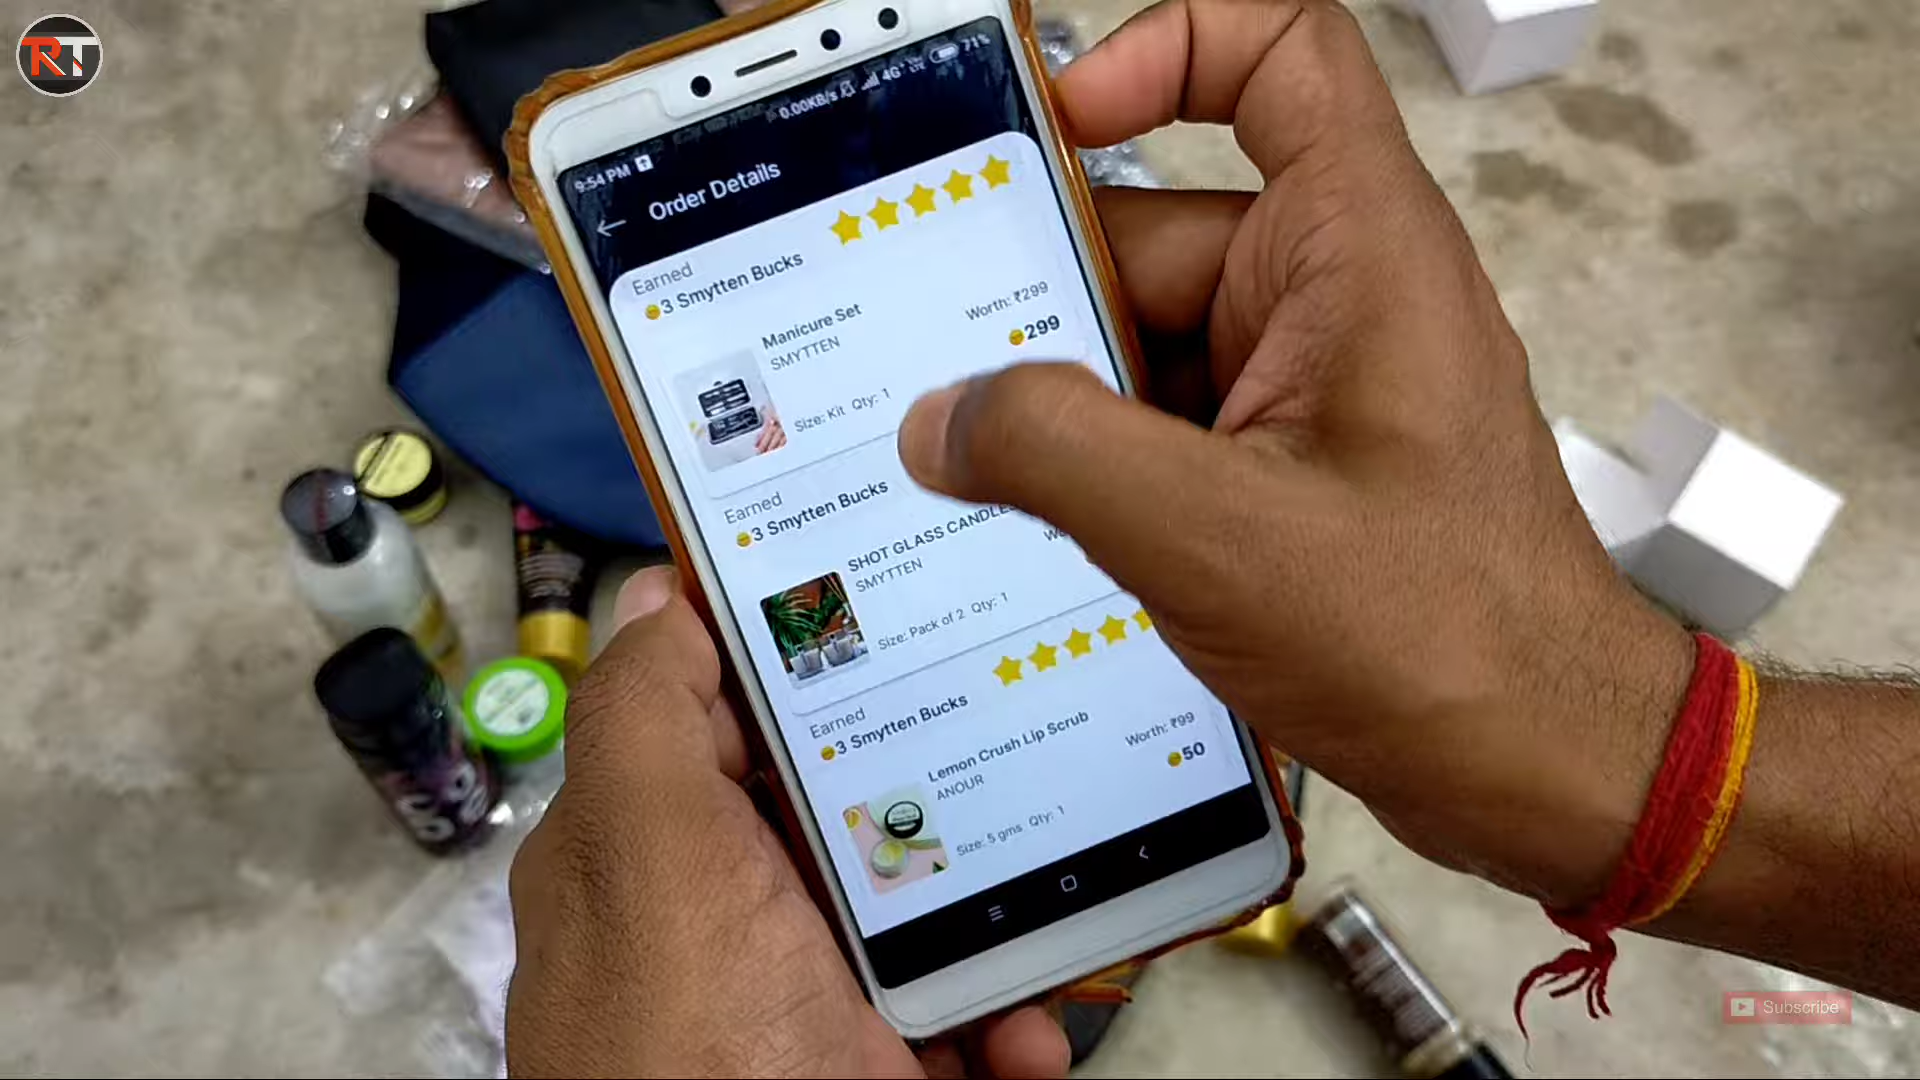 RT
9:54 PM
0.00KB/s
4G+
71%
Order Details
Earned
3 Smytten Bucks
Manicure Set
SMYTTEN
Worth: ₹299
299
Size: Kit Qty: 1
Earned
3 Smytten Bucks
SHOT GLASS CANDLES
SMYTTEN
Size: Pack of 2 Qty: 1
Earned
3 Smytten Bucks
Lemon Crush Lip Scrub
ANOUR
Worth: ₹99
50
Size: 5 gms Qty: 1
Subscribe